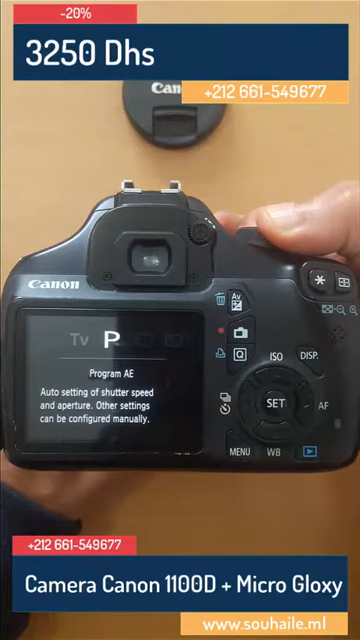 -20%
3250 Dhs
+212 661-549677
Can
Canon
Av
Tv P
Program AE
Auto setting of shutter speed
and aperture. Other settings
can be configured manually.
Q
ISO
DISP.
SET
AF
MENU
WB
+212 661-549677
Camera Canon 1100D + Micro Gloxy
www.souhaile.ml